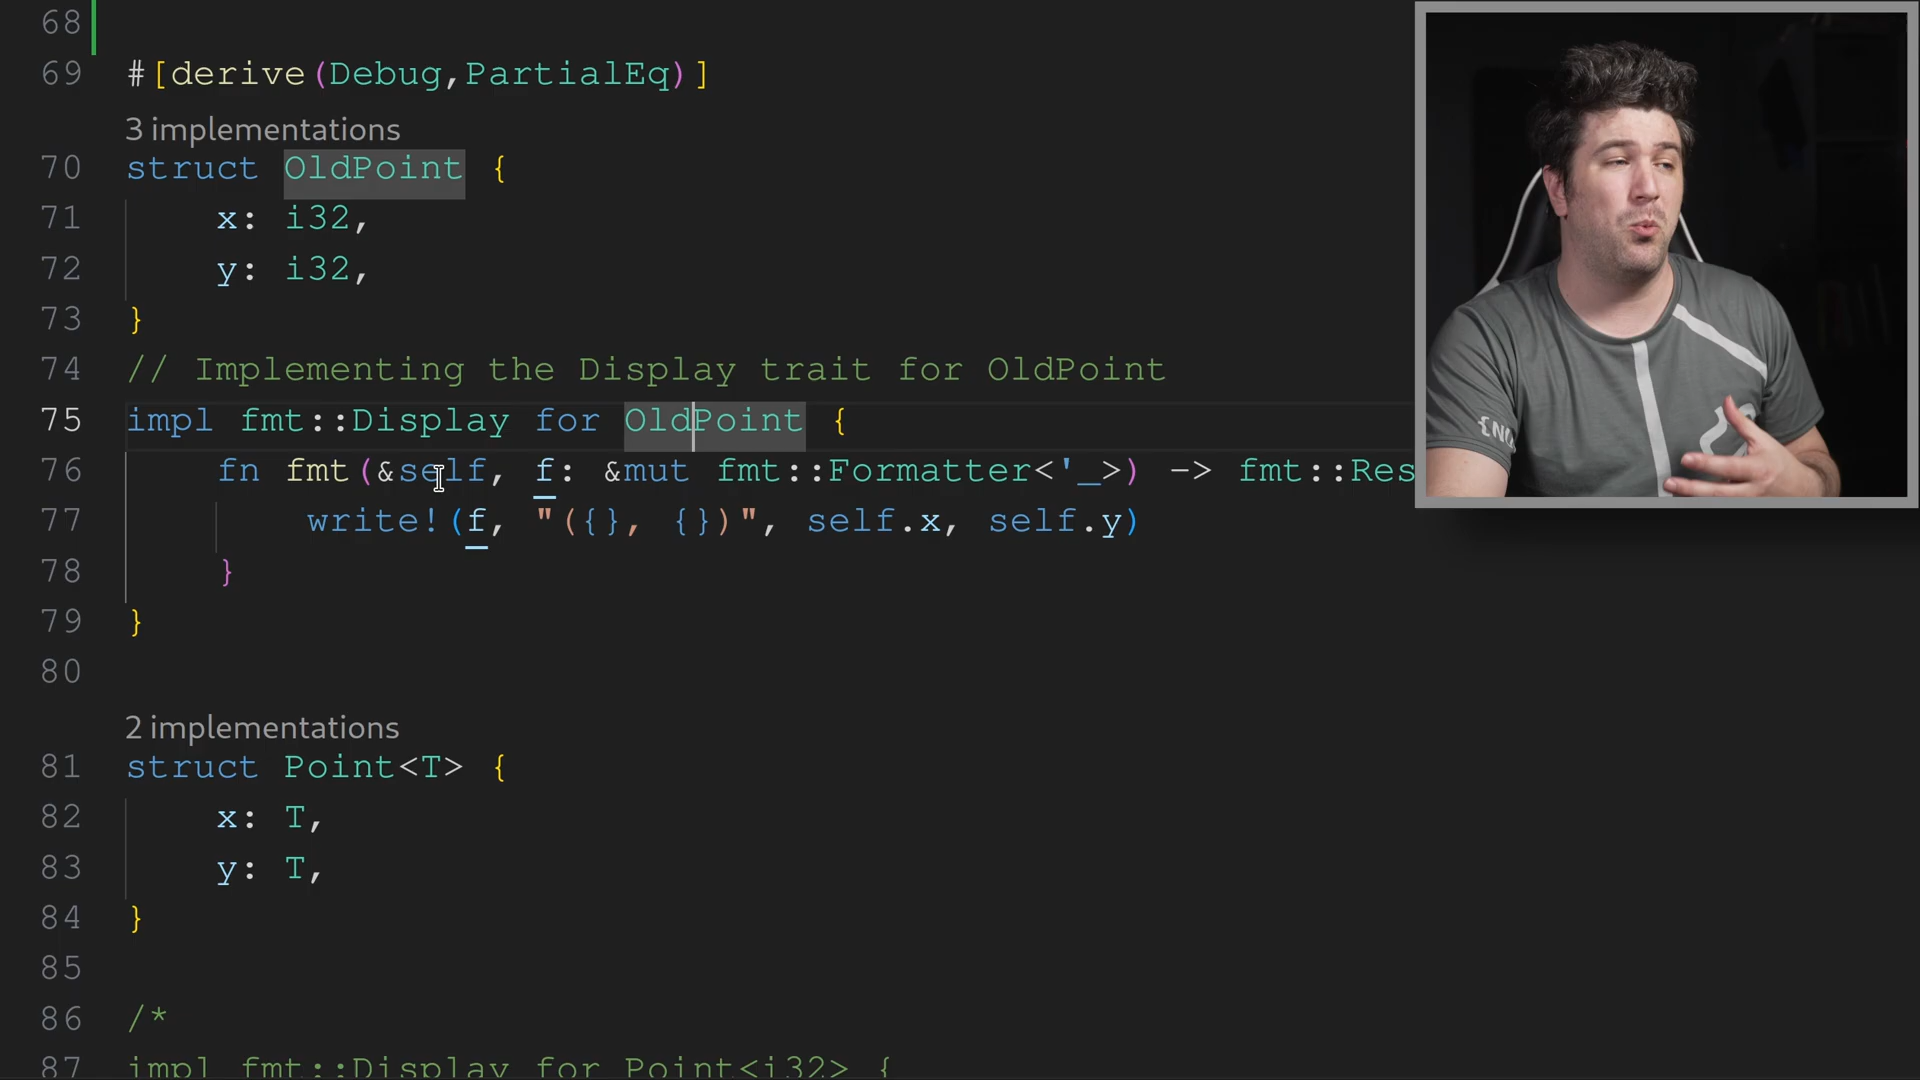 68
69 #[derive(Debug,PartialEq)]
3 implementations
70 struct OldPoint {
71 x: i32,
72 y: i32,
73 }
74 // Implementing the Display trait for OldPoint
75 impl fmt::Display for OldPoint {
76 fn fmt(&self, f: &mut fmt::Formatter<'_>) -> fmt::Res
77 write!(f, "({}, {})", self.x, self.y)
78 }
79 }
80
2 implementations
81 struct Point<T> {
82 x: T,
83 y: T,
84 }
85
86 /*
87 impl fmt::Display for Point<i32> {